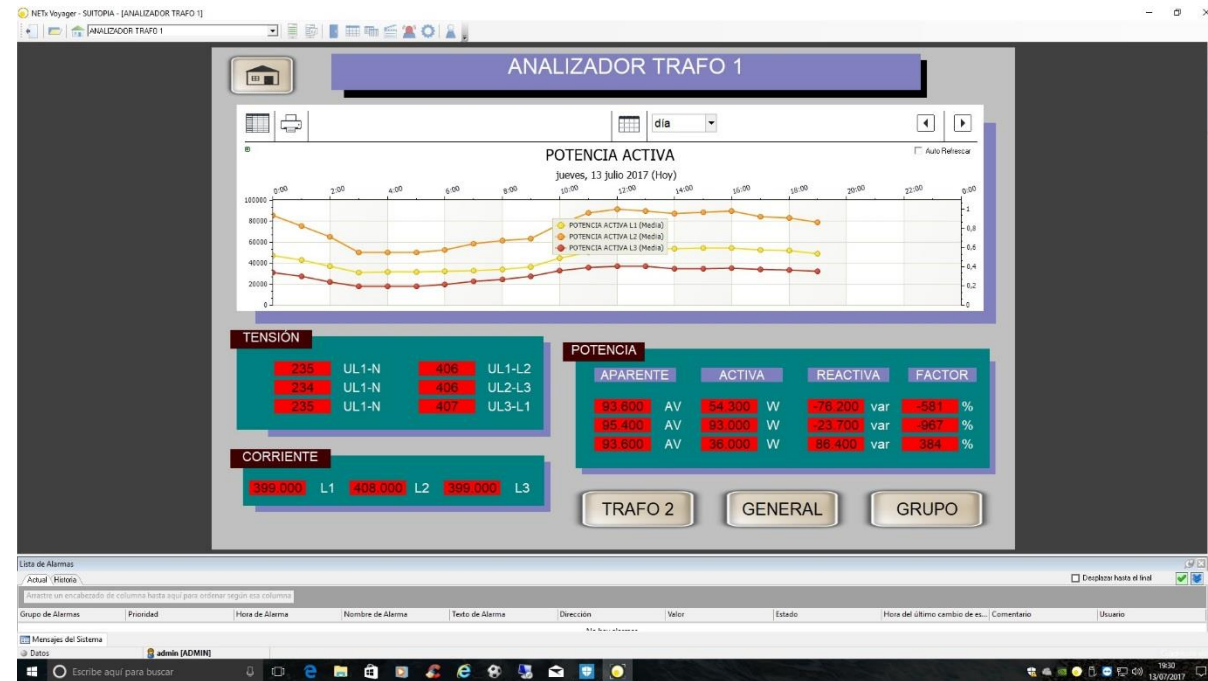 NETx Voyager - SUITOPIA - [ANALIZADOR TRAFO 1]
ANALIZADOR TRAFO 1
ANALIZADOR TRAFO 1
día
POTENCIA ACTIVA
Auto Refrescar
jueves, 13 julio 2017 (Hoy)
0:00 2:00 4:00 6:00 8:00 10:00 12:00 14:00 16:00 18:00 20:00 22:00 0:00
100000
80000
60000
40000
20000
0
1
0,8
0,6
0,4
0,2
0
POTENCIA ACTIVA L1 (Media)
POTENCIA ACTIVA L2 (Media)
POTENCIA ACTIVA L3 (Media)
TENSIÓN
235 UL1-N 406 UL1-L2
234 UL1-N 406 UL2-L3
235 UL1-N 407 UL3-L1
CORRIENTE
399.000 L1 408.000 L2 399.000 L3
POTENCIA
APARENTE ACTIVA REACTIVA FACTOR
93.600 AV 54.300 W -76.200 var -581 %
95.400 AV 93.000 W -23.700 var -967 %
93.600 AV 36.000 W 86.400 var 384 %
TRAFO 2 GENERAL GRUPO
Lista de Alarmas
Actual Historia
Desplazar hasta el final
Arrastre un encabezado de columna hasta aquí para ordenar según esa columna
Grupo de Alarmas Prioridad Hora de Alarma Nombre de Alarma Texto de Alarma Dirección Valor Estado Hora del último cambio de es... Comentario Usuario
Mensajes del Sistema
Datos admin [ADMIN]
Escribe aquí para buscar
19:30
13/07/2017